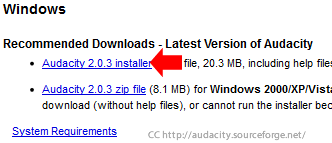 Windows
Recommended Downloads - Latest Version of Audacity
Audacity 2.0.3 installer file, 20.3 MB, including help files
Audacity 2.0.3 zip file (8.1 MB) for Windows 2000/XP/Vista
download (without help files), or cannot run the installer bec
System Requirements
CC http://audacity.sourceforge.net/